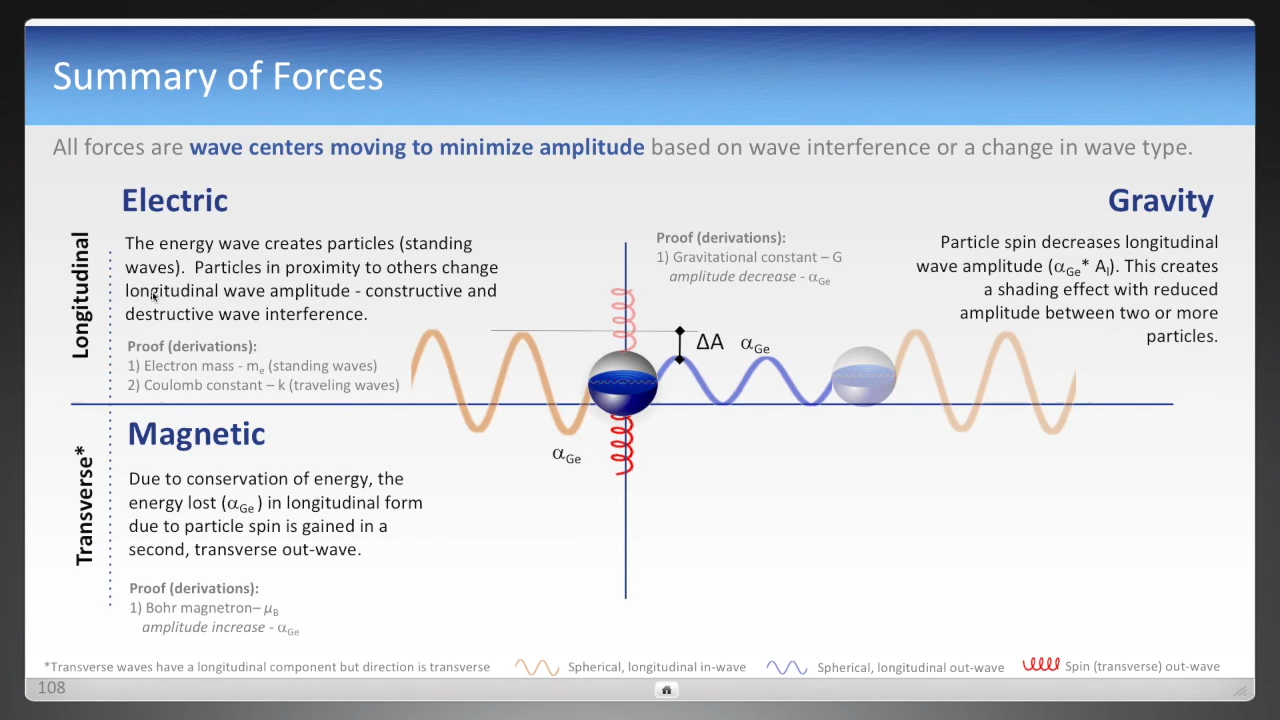 Summary of Forces
All forces are wave centers moving to minimize amplitude based on wave interference or a change in wave type.
Longitudinal
Electric
The energy wave creates particles (standing
waves). Particles in proximity to others change
longitudinal wave amplitude - constructive and
destructive wave interference.
Proof (derivations):
1) Electron mass - mₑ (standing waves)
2) Coulomb constant – k (traveling waves)
Proof (derivations):
1) Gravitational constant – G
amplitude decrease - αGe
Gravity
Particle spin decreases longitudinal
wave amplitude (αGe* Al). This creates
a shading effect with reduced
amplitude between two or more
particles.
ΔA αGe
αGe
Transverse*
Magnetic
Due to conservation of energy, the
energy lost (αGe ) in longitudinal form
due to particle spin is gained in a
second, transverse out-wave.
Proof (derivations):
1) Bohr magnetron– μB
amplitude increase - αGe
*Transverse waves have a longitudinal component but direction is transverse
Spherical, longitudinal in-wave
Spherical, longitudinal out-wave
Spin (transverse) out-wave
108